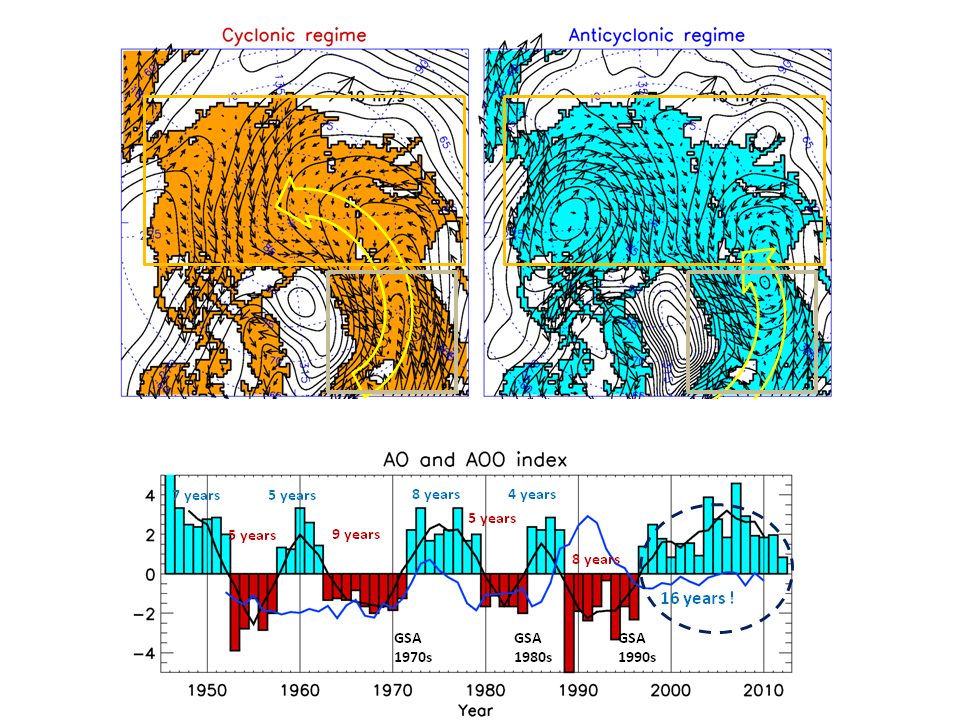 Cyclonic regime
Anticyclonic regime
10 m/s
10 m/s
AO and AOO index
7 years
5 years
5 years
9 years
8 years
5 years
4 years
8 years
16 years !
GSA
1970s
GSA
1980s
GSA
1990s
4
2
0
−2
−4
1950
1960
1970
1980
1990
2000
2010
Year